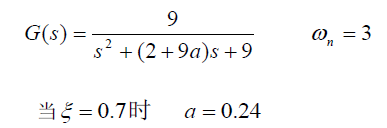 G(s) = 9 / (s² + (2+9a)s + 9)   ωₙ = 3
当 ξ = 0.7时   a = 0.24